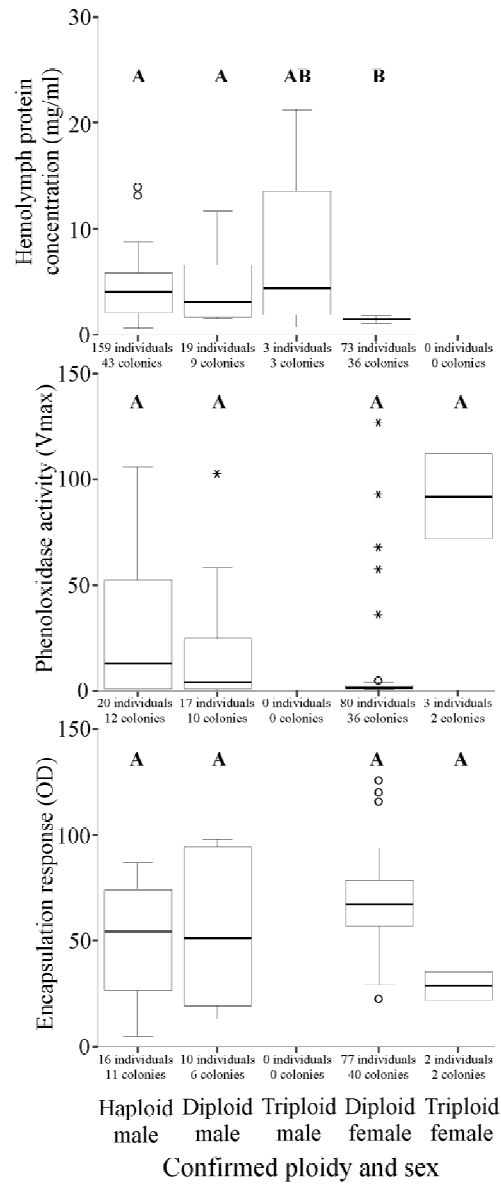 Hemolymph protein
concentration (mg/ml)
30
20
10
0
A A AB B
159 individuals 19 individuals 3 individuals 73 individuals 0 individuals
43 colonies 9 colonies 3 colonies 36 colonies 0 colonies
Phenoloxidase activity (Vmax)
150
100
50
0
A A A A
20 individuals 17 individuals 0 individuals 80 individuals 3 individuals
12 colonies 10 colonies 0 colonies 36 colonies 2 colonies
Encapsulation response (OD)
150
100
50
0
A A A A
16 individuals 10 individuals 0 individuals 77 individuals 2 individuals
11 colonies 6 colonies 0 colonies 40 colonies 2 colonies
Haploid Diploid Triploid Diploid Triploid
male male male female female
Confirmed ploidy and sex